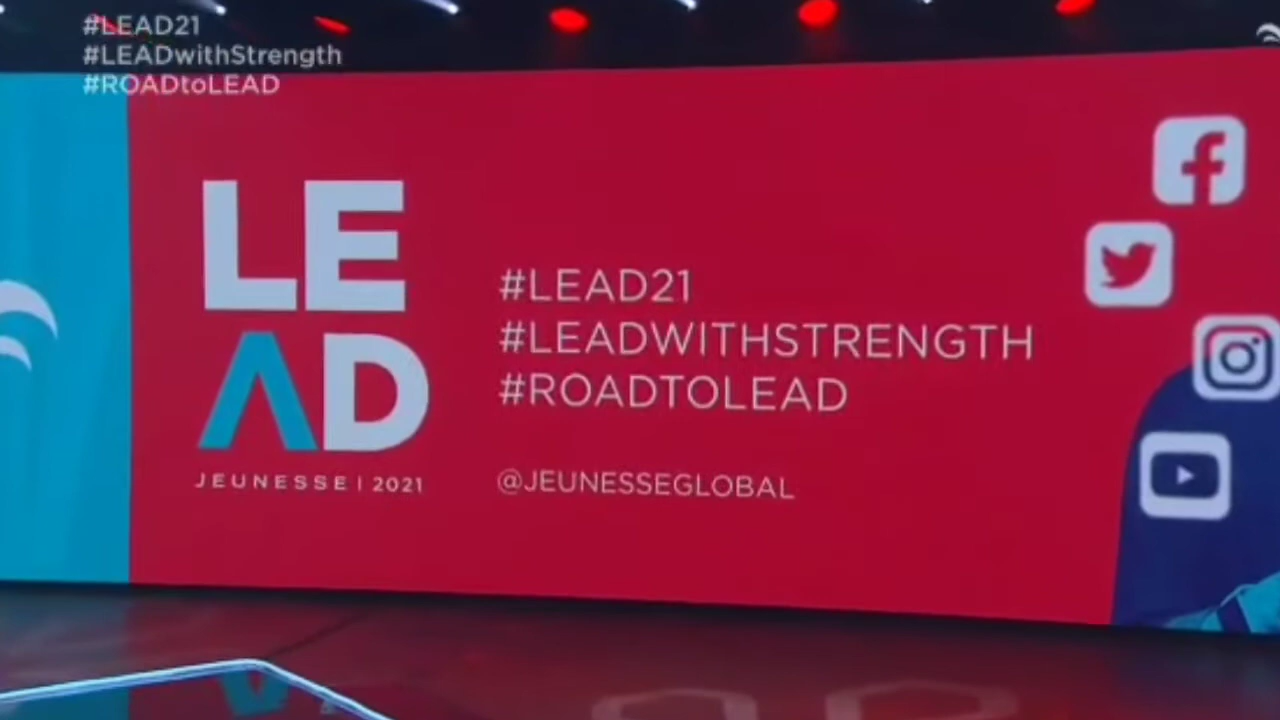 #LEAD21
#LEADwithStrength
#ROADtoLEAD
LE
AD
JEUNESSE | 2021
#LEAD21
#LEADWITHSTRENGTH
#ROADTOLEAD
@JEUNESSEGLOBAL